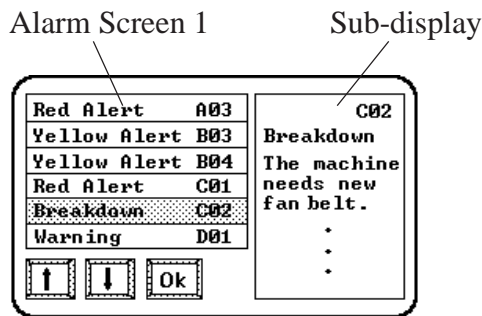 Alarm Screen 1
Sub-display
Red Alert A03
Yellow Alert B03
Yellow Alert B04
Red Alert C01
Breakdown C02
Warning D01
Ok
C02
Breakdown
The machine
needs new
fan belt.